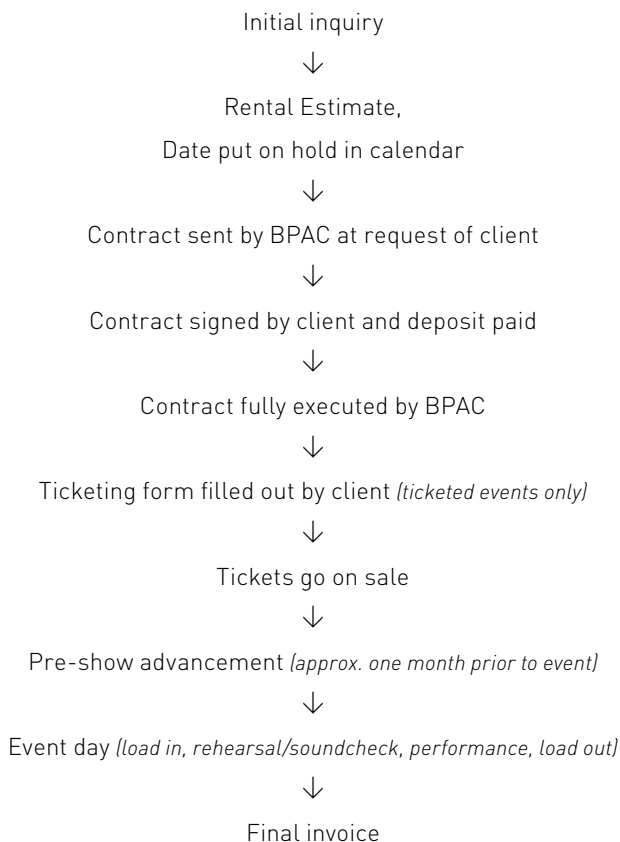 Initial inquiry
↓
Rental Estimate,
Date put on hold in calendar
↓
Contract sent by BPAC at request of client
↓
Contract signed by client and deposit paid
↓
Contract fully executed by BPAC
↓
Ticketing form filled out by client (ticketed events only)
↓
Tickets go on sale
↓
Pre-show advancement (approx. one month prior to event)
↓
Event day (load in, rehearsal/soundcheck, performance, load out)
↓
Final invoice